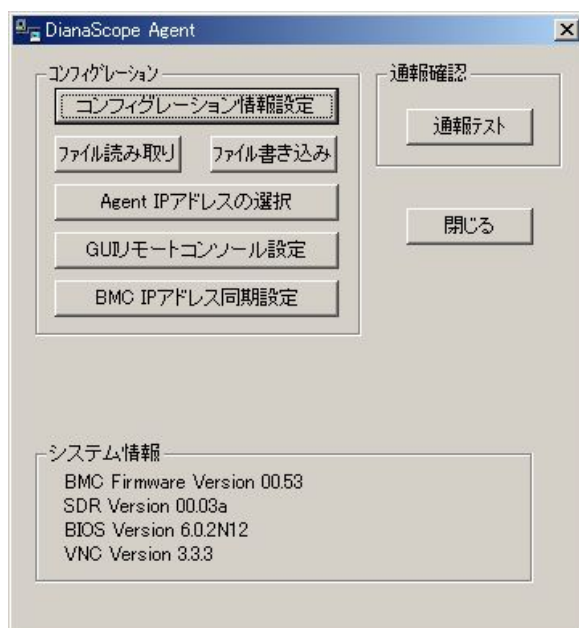 DianaScope Agent
コンフィグレーション
コンフィグレーション情報設定
ファイル読み取り
ファイル書き込み
Agent IPアドレスの選択
GUIリモートコンソール設定
BMC IPアドレス同期設定
通報確認
通報テスト
閉じる
システム情報
BMC Firmware Version 00.53
SDR Version 00.03a
BIOS Version 6.0.2N12
VNC Version 3.3.3